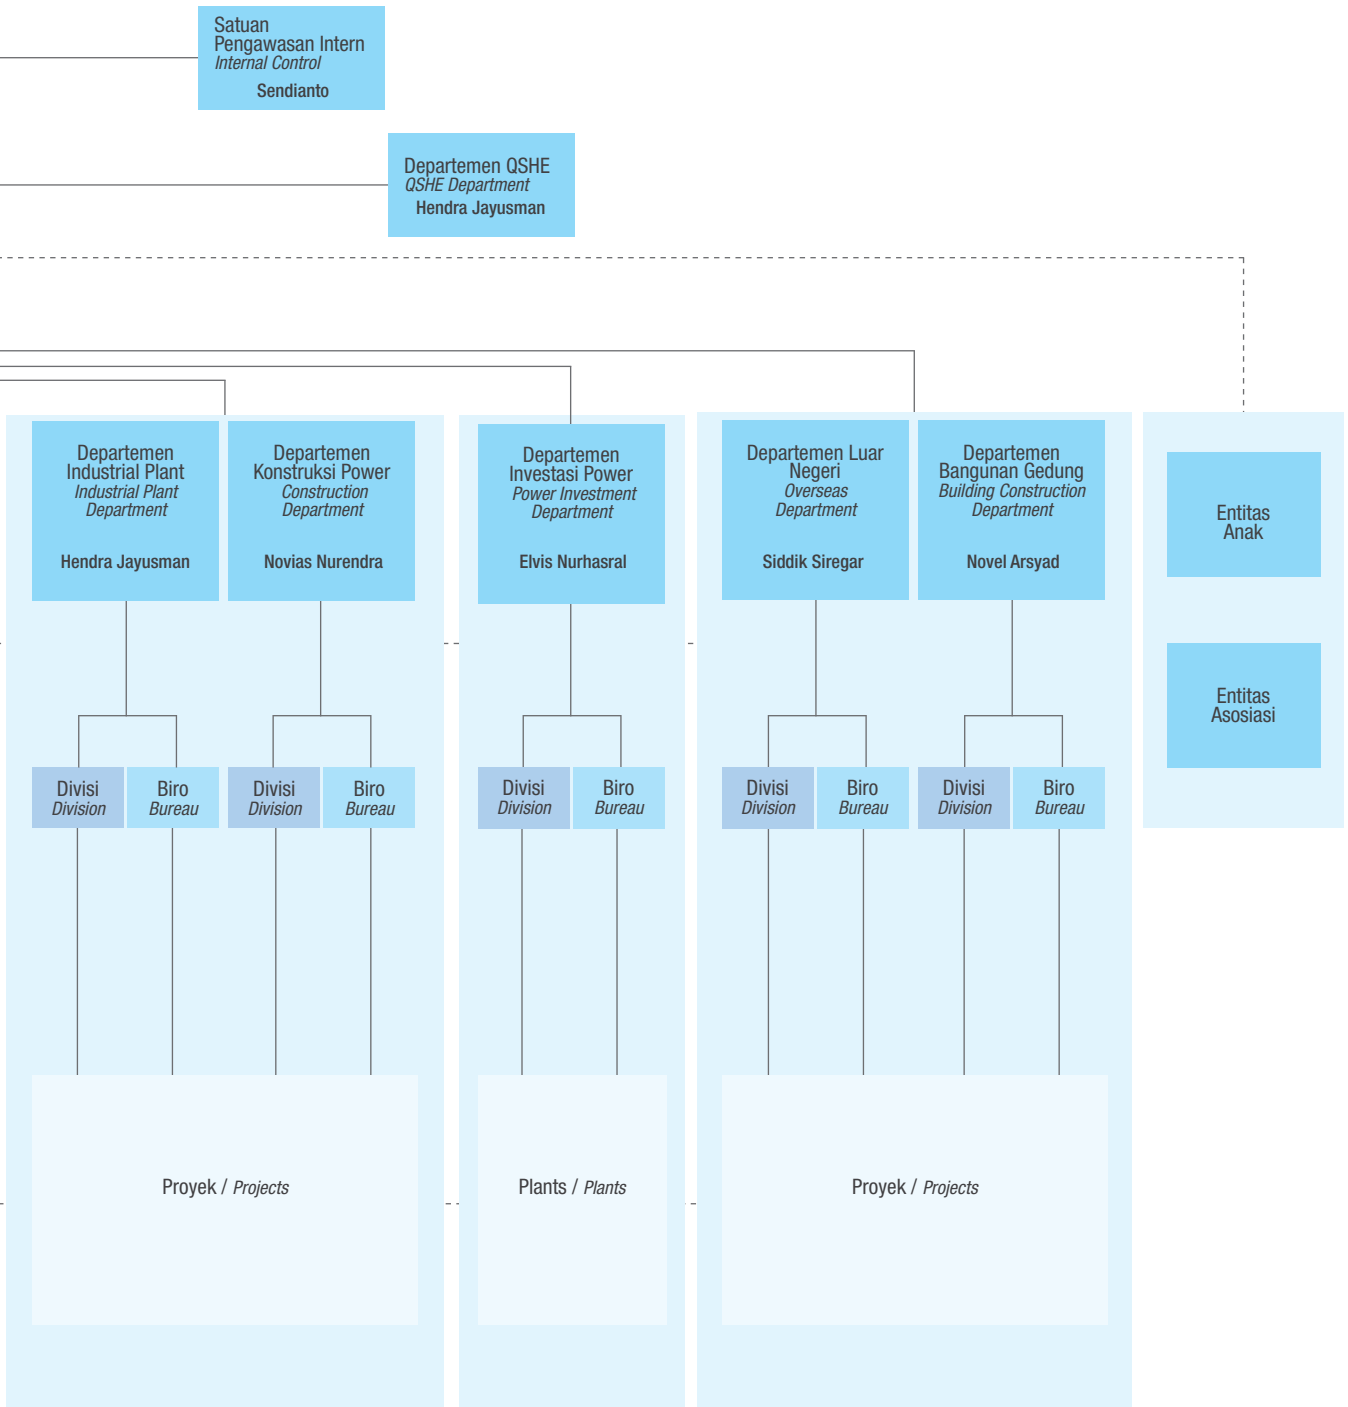 Satuan
Pengawasan Intern
Internal Control
Sendianto
Departemen QSHE
QSHE Department
Hendra Jayusman
Departemen
Industrial Plant
Industrial Plant
Department
Hendra Jayusman
Departemen
Konstruksi Power
Construction
Department
Novias Nurendra
Departemen
Investasi Power
Power Investment
Department
Elvis Nurhasral
Departemen Luar
Negeri
Overseas
Department
Siddik Siregar
Departemen
Bangunan Gedung
Building Construction
Department
Novel Arsyad
Entitas
Anak
Entitas
Asosiasi
Divisi
Division
Biro
Bureau
Divisi
Division
Biro
Bureau
Divisi
Division
Biro
Bureau
Divisi
Division
Biro
Bureau
Divisi
Division
Biro
Bureau
Proyek / Projects
Plants / Plants
Proyek / Projects